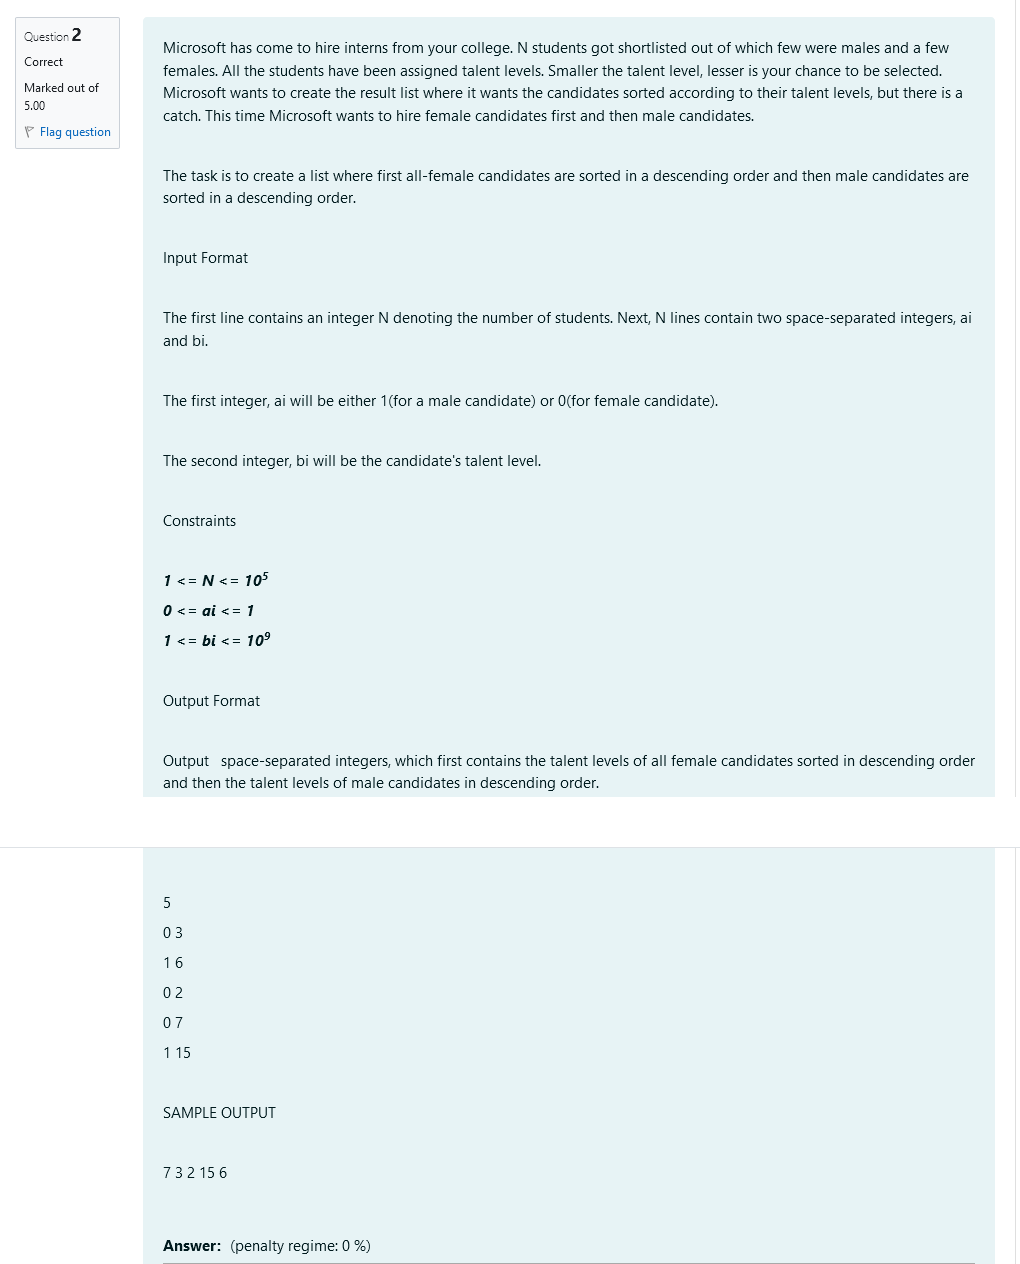 Question 2
Correct
Marked out of
5.00
Flag question
Microsoft has come to hire interns from your college. N students got shortlisted out of which few were males and a few
females. All the students have been assigned talent levels. Smaller the talent level, lesser is your chance to be selected.
Microsoft wants to create the result list where it wants the candidates sorted according to their talent levels, but there is a
catch. This time Microsoft wants to hire female candidates first and then male candidates.
The task is to create a list where first all-female candidates are sorted in a descending order and then male candidates are
sorted in a descending order.
Input Format
The first line contains an integer N denoting the number of students. Next, N lines contain two space-separated integers, ai
and bi.
The first integer, ai will be either 1(for a male candidate) or 0(for female candidate).
The second integer, bi will be the candidate's talent level.
Constraints
1 <= N <= 10⁵
0 <= ai <= 1
1 <= bi <= 10⁹
Output Format
Output space-separated integers, which first contains the talent levels of all female candidates sorted in descending order
and then the talent levels of male candidates in descending order.
5
0 3
1 6
0 2
0 7
1 15
SAMPLE OUTPUT
7 3 2 15 6
Answer: (penalty regime: 0 %)